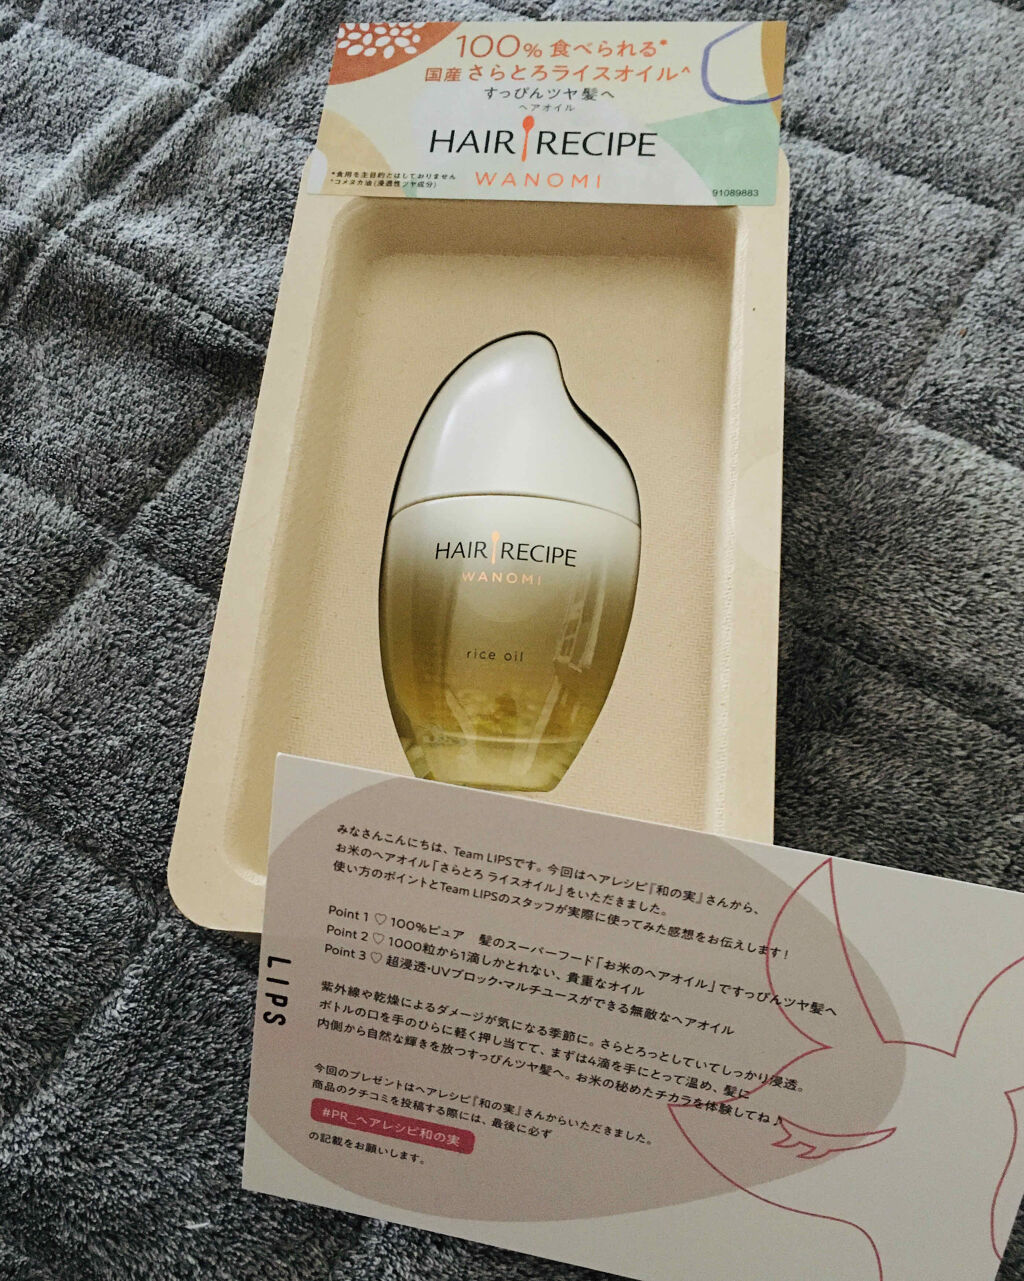 100%食べられる*
国産 さらとろライスオイル^
すっぴんツヤ髪へ
ヘアオイル
HAIR RECIPE
WANOMI
*食用を主目的とはしておりません
^コメヌカ油(浸透性ツヤ成分)
91089883
HAIR RECIPE
WANOMI
rice oil
みなさんこんにちは、Team LIPSです。今回はヘアレシピ『和の実』さんから、
お米のヘアオイル「さらとろ ライスオイル」をいただきました。
使い方のポイントとTeam LIPSのスタッフが実際に使ってみた感想をお伝えします！
Point 1 ♡ 100%ピュア 髪のスーパーフード「お米のヘアオイル」ですっぴんツヤ髪へ
Point 2 ♡ 1000粒から1滴しかとれない、貴重なオイル
Point 3 ♡ 超浸透・UVブロック・マルチユースができる無敵なヘアオイル
紫外線や乾燥によるダメージが気になる季節に。さらとろっとしていてしっかり浸透。
ボトルの口を手のひらに軽く押し当てて、まずは4滴を手にとって温め、髪に
内側から自然な輝きを放つすっぴんツヤ髪へ。お米の秘めたチカラを体験してね♪
今回のプレゼントはヘアレシピ『和の実』さんからいただきました。
商品のクチコミを投稿する際には、最後に必ず
#PR_ヘアレシピ和の実
の記載をお願いします。
LIPS